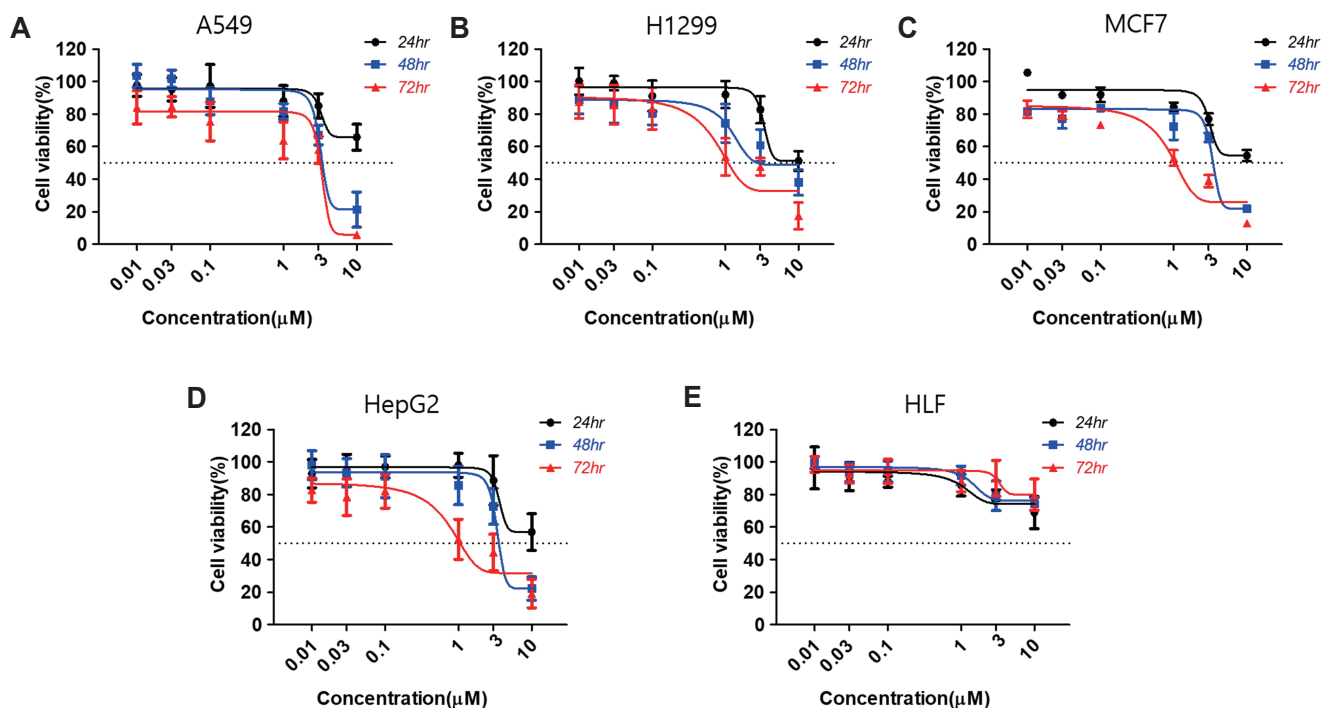 A
A549
24hr
48hr
72hr
Cell viability(%)
120
100
80
60
40
20
0
0.01
0.03
0.1
1
3
10
Concentration(μM)
B
H1299
24hr
48hr
72hr
Cell viability(%)
120
100
80
60
40
20
0
0.01
0.03
0.1
1
3
10
Concentration(μM)
C
MCF7
24hr
48hr
72hr
Cell viability(%)
120
100
80
60
40
20
0
0.01
0.03
0.1
1
3
10
Concentration(μM)
D
HepG2
24hr
48hr
72hr
Cell viability(%)
120
100
80
60
40
20
0
0.01
0.03
0.1
1
3
10
Concentration(μM)
E
HLF
24hr
48hr
72hr
Cell viability(%)
120
100
80
60
40
20
0
0.01
0.03
0.1
1
3
10
Concentration(μM)